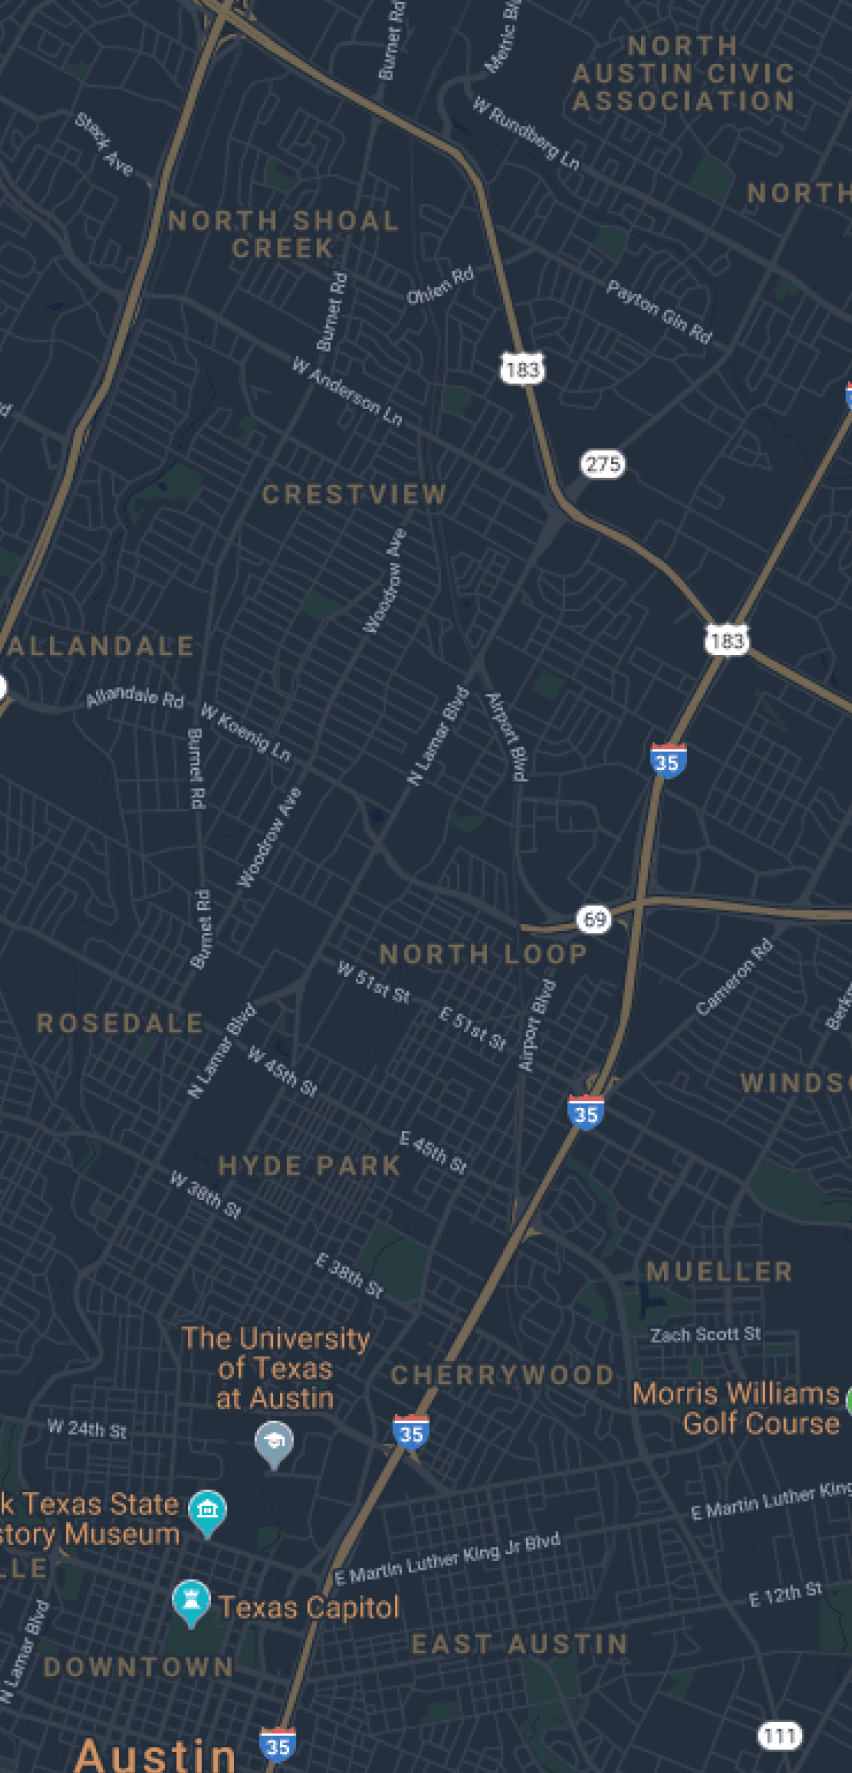 Burnet Rd
Metric Bl
NORTH
AUSTIN CIVIC
ASSOCIATION
W Rundberg Ln
Steck Ave
NORTH
NORTH SHOAL
CREEK
Ohlen Rd
Burnet Rd
Payton Gin Rd
183
W Anderson Ln
d
275
CRESTVIEW
Woodrow Ave
183
ALLANDALE
Allandale Rd
W Koenig Ln
N Lamar Blvd
Airport Blvd
Burnet Rd
35
Woodrow Ave
Burnet Rd
69
NORTH LOOP
W 51st St
Cameron Rd
E 51st St
Airport Blvd
Berkm
ROSEDALE
N Lamar Blvd
W 45th St
WINDSO
35
E 45th St
HYDE PARK
W 38th St
E 38th St
MUELLER
Zach Scott St
The University
of Texas
at Austin
CHERRYWOOD
Morris Williams
Golf Course
W 24th St
35
k Texas State
story Museum
E Martin Luther King
E Martin Luther King Jr Blvd
LLE
E 12th St
Texas Capitol
N Lamar Blvd
EAST AUSTIN
DOWNTOWN
111
Austin
35